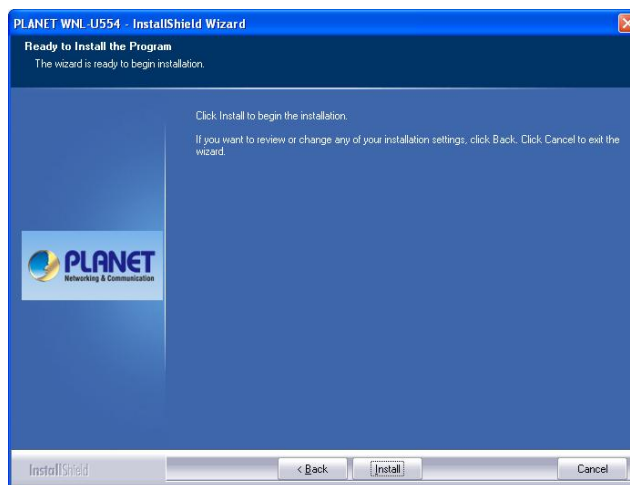 PLANET WNL-U554 - InstallShield Wizard
Ready to Install the Program
The wizard is ready to begin installation.
Click Install to begin the installation.
If you want to review or change any of your installation settings, click Back. Click Cancel to exit the
wizard.
PLANET
Networking & Communication
InstallShield
< Back
Install
Cancel